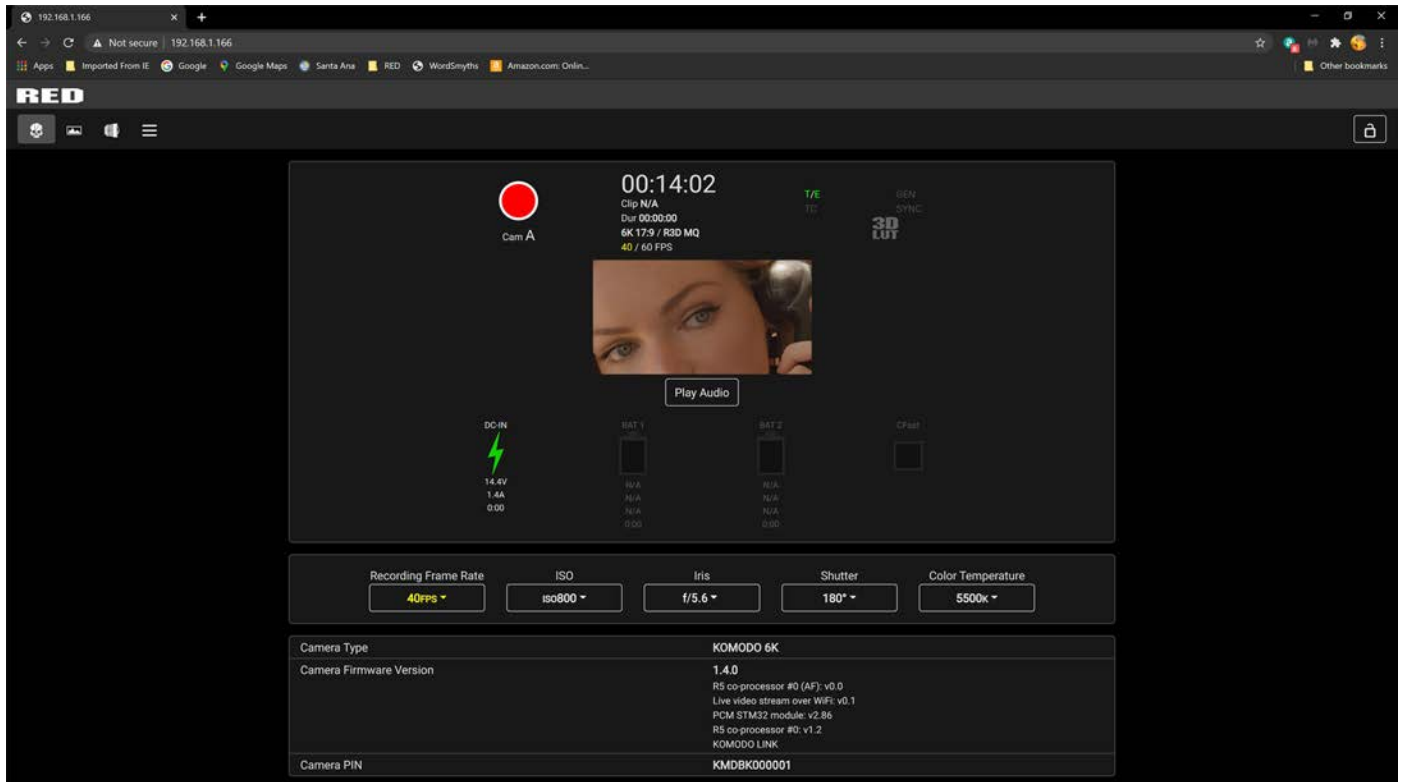 192.168.1.166
Not secure 192.168.1.166
Apps Imported From IE Google Google Maps Santa Ana RED WordSmyths Amazon.com: Onlin... Other bookmarks
RED
Cam A
00:14:02
Clip N/A
Dur 00:00:00
6K 17:9 / R3D MQ
40 / 60 FPS
T/E
TC
GEN
SYNC
3D
LUT
Play Audio
DC-IN
14.4V
1.4A
0:00
BAT 1
N/A
N/A
N/A
0:00
BAT 2
N/A
N/A
N/A
0:00
CFast
Recording Frame Rate ISO Iris Shutter Color Temperature
40FPS ISO800 f/5.6 180° 5500K
Camera Type KOMODO 6K
Camera Firmware Version 1.4.0
R5 co-processor #0 (AF): v0.0
Live video stream over WiFi: v0.1
PCM STM32 module: v2.86
R5 co-processor #0: v1.2
KOMODO LINK
Camera PIN KMDBK000001